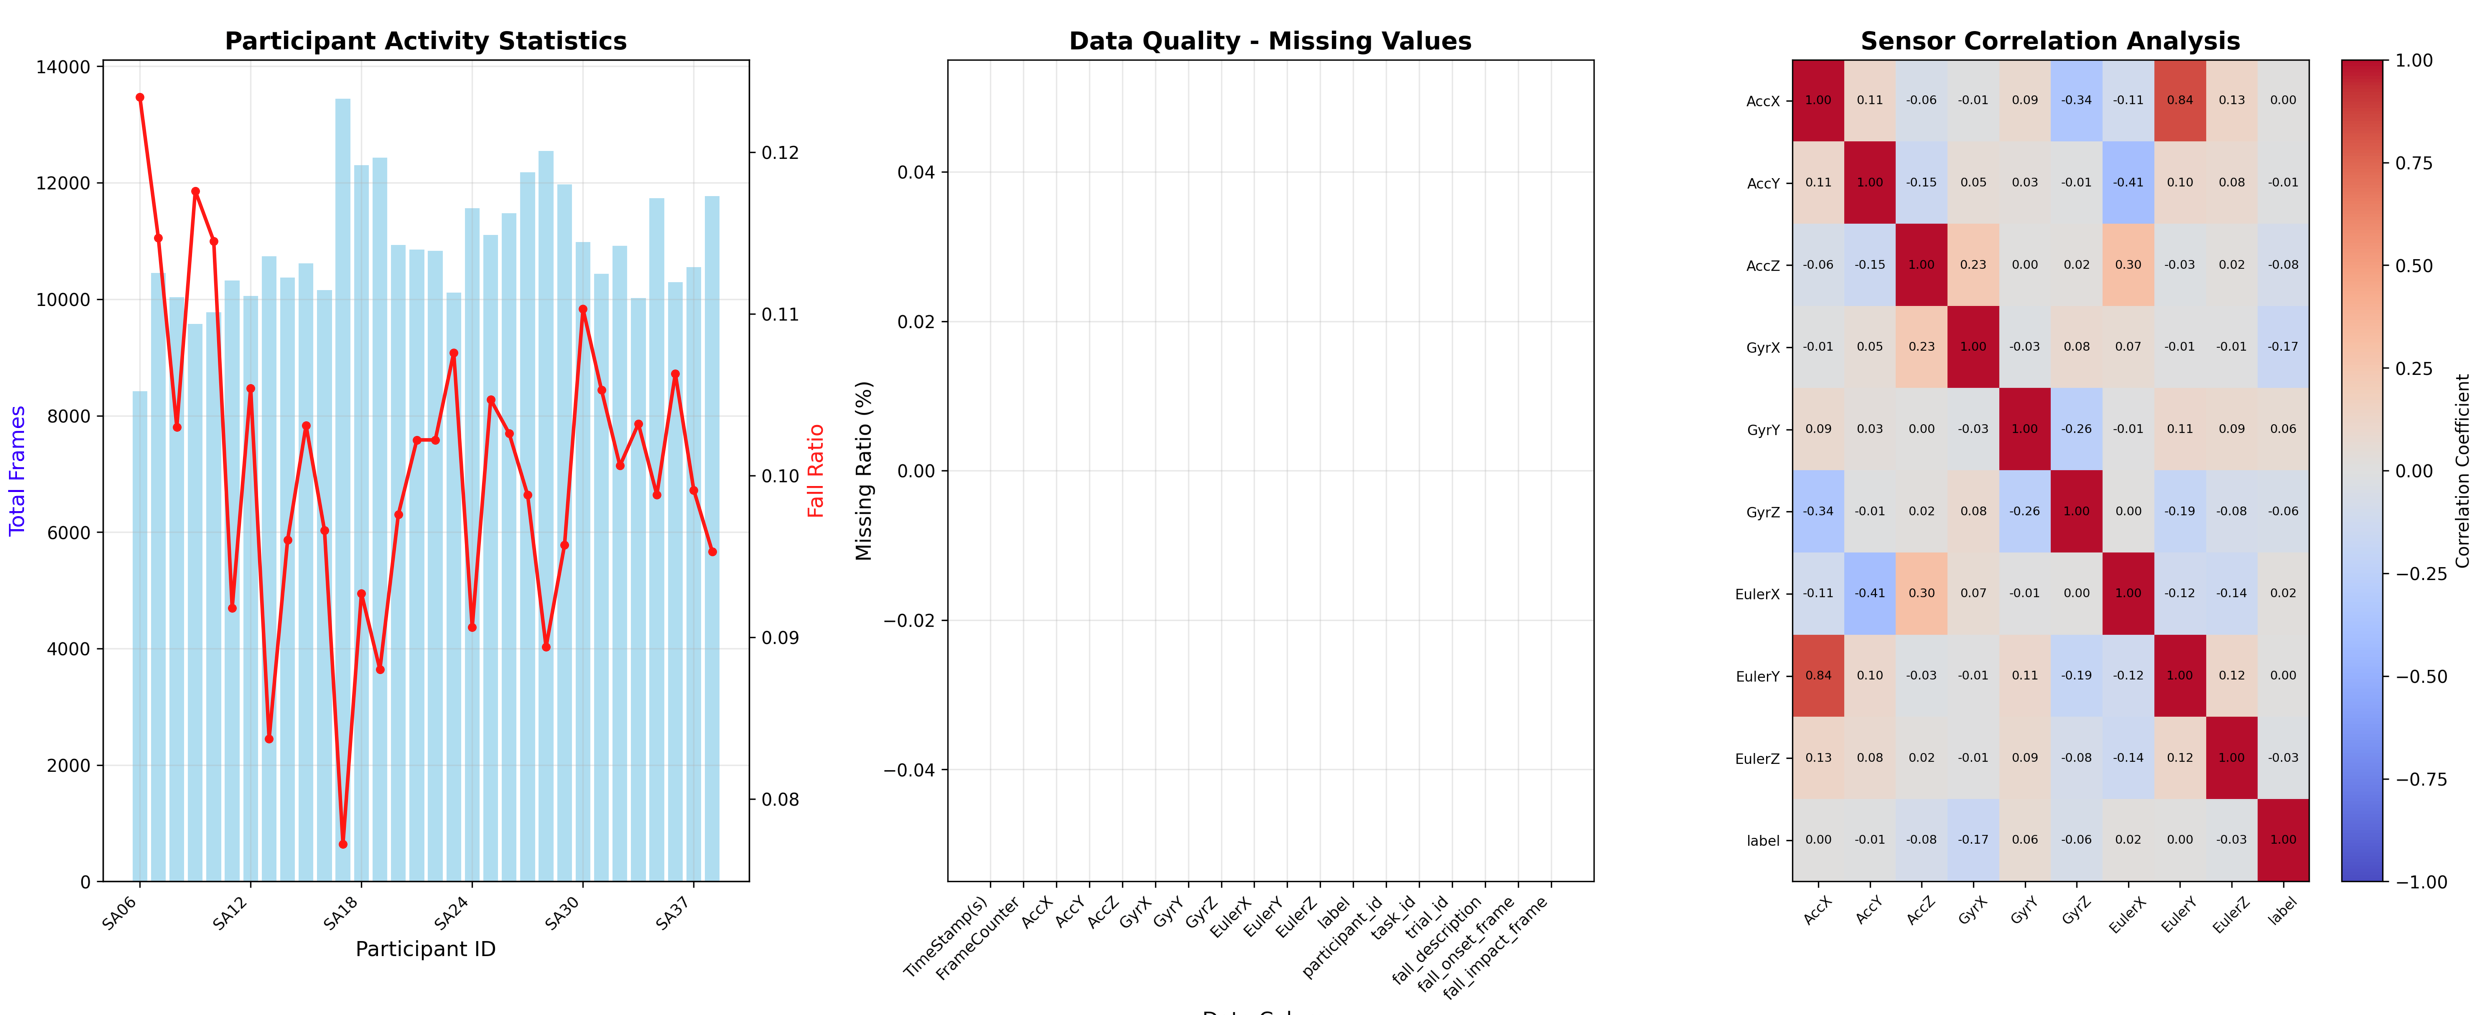 Participant Activity Statistics
14000
12000
10000
8000
6000
4000
2000
0
Total Frames
0.12
0.11
0.10
0.09
0.08
Fall Ratio
SA06
SA12
SA18
SA24
SA30
SA37
Participant ID
Data Quality - Missing Values
0.04
0.02
0.00
−0.02
−0.04
Missing Ratio (%)
TimeStamp(s)
FrameCounter
AccX
AccY
AccZ
GyrX
GyrY
GyrZ
EulerX
EulerY
EulerZ
label
participant_id
task_id
trial_id
fall_description
fall_onset_frame
fall_impact_frame
Sensor Correlation Analysis
AccX 1.00 0.11 -0.06 -0.01 0.09 -0.34 -0.11 0.84 0.13 0.00
AccY 0.11 1.00 -0.15 0.05 0.03 -0.01 -0.41 0.10 0.08 -0.01
AccZ -0.06 -0.15 1.00 0.23 0.00 0.02 0.30 -0.03 0.02 -0.08
GyrX -0.01 0.05 0.23 1.00 -0.03 0.08 0.07 -0.01 -0.01 -0.17
GyrY 0.09 0.03 0.00 -0.03 1.00 -0.26 -0.01 0.11 0.09 0.06
GyrZ -0.34 -0.01 0.02 0.08 -0.26 1.00 0.00 -0.19 -0.08 -0.06
EulerX -0.11 -0.41 0.30 0.07 -0.01 0.00 1.00 -0.12 -0.14 0.02
EulerY 0.84 0.10 -0.03 -0.01 0.11 -0.19 -0.12 1.00 0.12 0.00
EulerZ 0.13 0.08 0.02 -0.01 0.09 -0.08 -0.14 0.12 1.00 -0.03
label 0.00 -0.01 -0.08 -0.17 0.06 -0.06 0.02 0.00 -0.03 1.00
AccX
AccY
AccZ
GyrX
GyrY
GyrZ
EulerX
EulerY
EulerZ
label
1.00
0.75
0.50
0.25
0.00
−0.25
−0.50
−0.75
−1.00
Correlation Coefficient